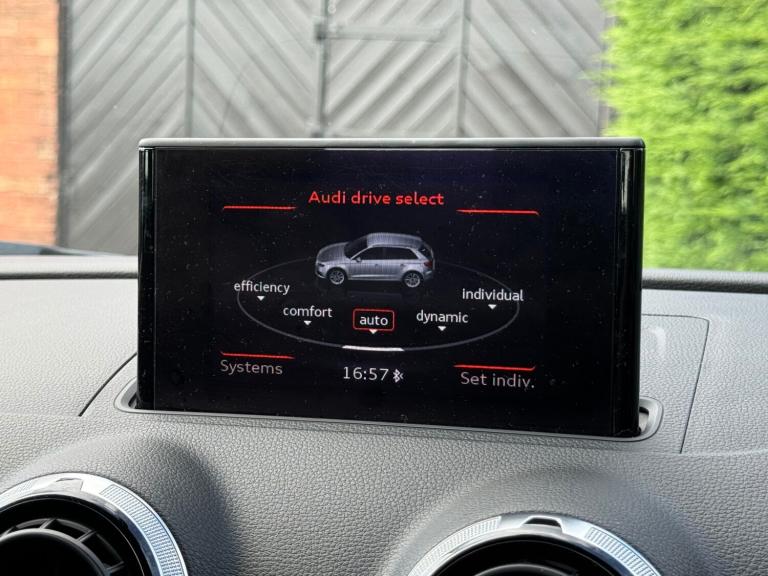 Audi drive select
efficiency
individual
comfort
auto
dynamic
Systems
16:57
Set indiv.